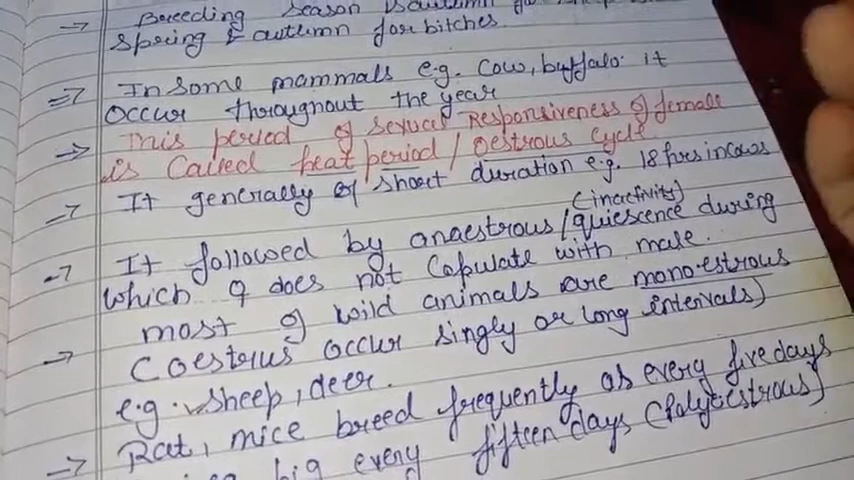 → Breeding season is autumn for sheep
spring & autumn for bitches.
⇒ In some mammals e.g. cow, buffalo. it
occur throughout the year
→ This period of sexual Responsiveness of female
is Called heat period / Oestrous Cycle
→ It generally of short duration e.g. 18 hrs in cows
(inactivity)
→ It followed by anaestrous / quiescence during
which ♀ does not Copulate with male.
→ most of wild animals are mono-estrous
(oestrus occur singly or long intervals)
e.g. sheep, deer.
→ Rat, mice breed frequently as every five days
pig every fifteen days (Polyoestrous)